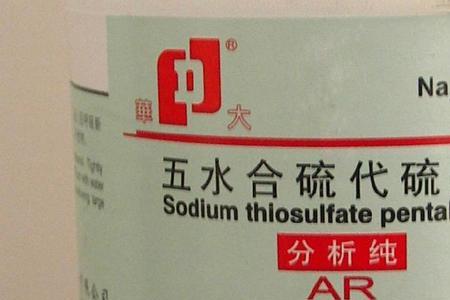 ®
華 大
Na
五水合硫代硫
Sodium thiosulfate penta
分析纯
AR